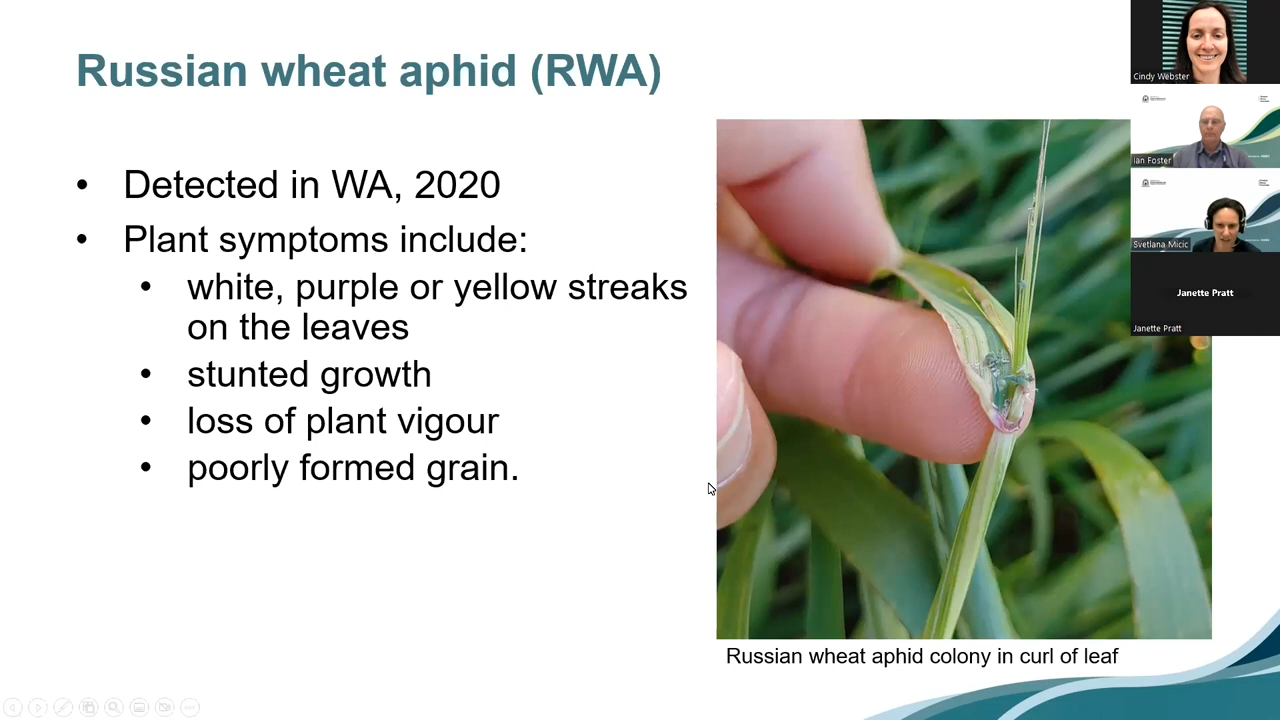 Russian wheat aphid (RWA)
• Detected in WA, 2020
• Plant symptoms include:
• white, purple or yellow streaks
on the leaves
• stunted growth
• loss of plant vigour
• poorly formed grain.
Russian wheat aphid colony in curl of leaf
Cindy Webster
Ian Foster
Svetlana Micic
Janette Pratt
Janette Pratt